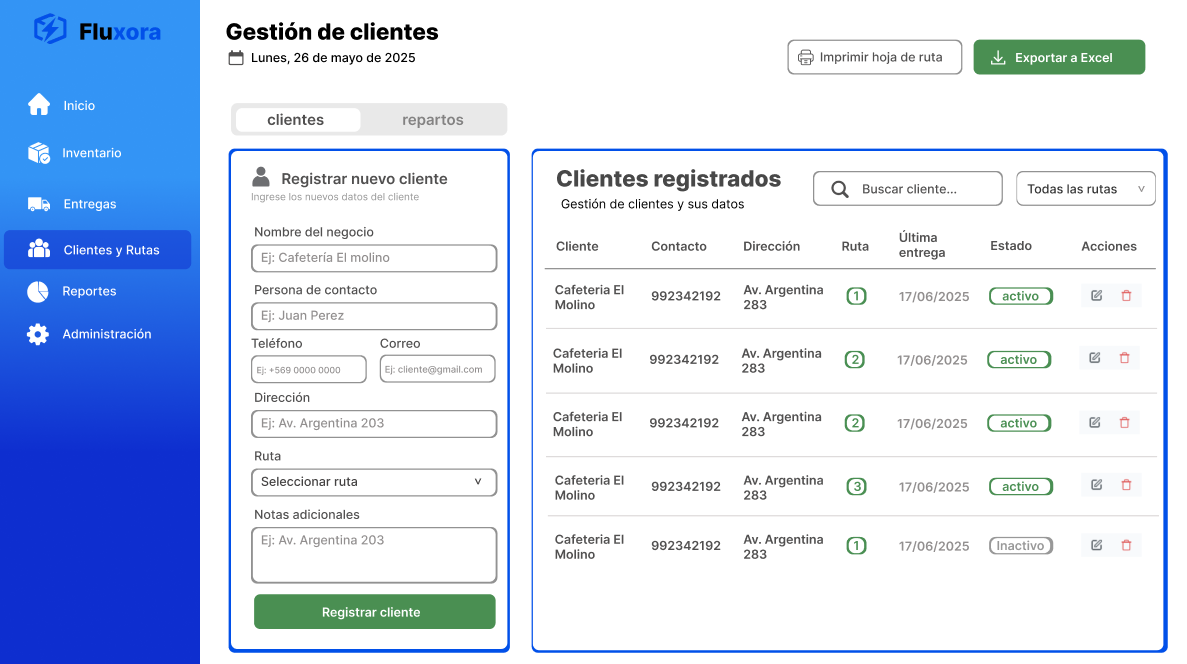 Fluxora
Inicio
Inventario
Entregas
Clientes y Rutas
Reportes
Administración
Gestión de clientes
Lunes, 26 de mayo de 2025
Imprimir hoja de ruta
Exportar a Excel
clientes repartos
Registrar nuevo cliente
Ingrese los nuevos datos del cliente
Nombre del negocio
Ej: Cafetería El molino
Persona de contacto
Ej: Juan Perez
Teléfono Correo
Ej: +569 0000 0000 Ej: cliente@gmail.com
Dirección
Ej: Av. Argentina 203
Ruta
Seleccionar ruta
Notas adicionales
Ej: Av. Argentina 203
Registrar cliente
Clientes registrados
Gestión de clientes y sus datos
Buscar cliente...
Todas las rutas
Cliente Contacto Dirección Ruta Última Estado Acciones
entrega
Cafeteria El 992342192 Av. Argentina 1 17/06/2025 activo
Molino 283
Cafeteria El 992342192 Av. Argentina 2 17/06/2025 activo
Molino 283
Cafeteria El 992342192 Av. Argentina 2 17/06/2025 activo
Molino 283
Cafeteria El 992342192 Av. Argentina 3 17/06/2025 activo
Molino 283
Cafeteria El 992342192 Av. Argentina 1 17/06/2025 Inactivo
Molino 283